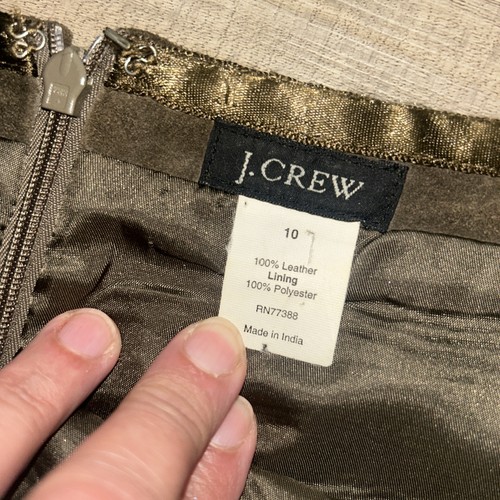 J.CREW
10
100% Leather
Lining
100% Polyester
RN77388
Made in India